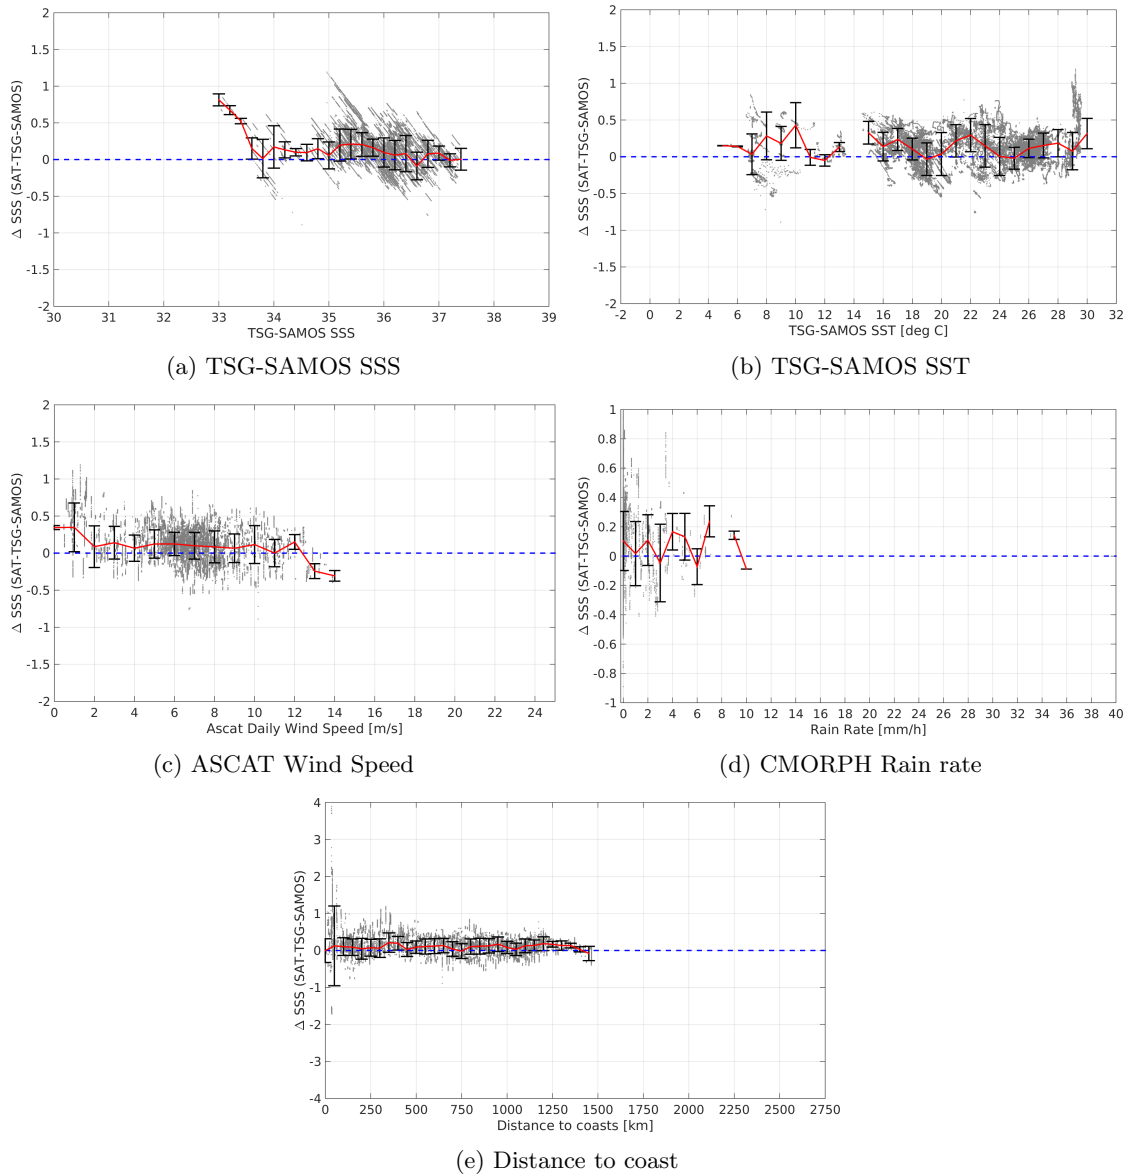 2
1.5
1
0.5
0
-0.5
-1
-1.5
-2
Δ SSS (SAT-TSG-SAMOS)
30 31 32 33 34 35 36 37 38 39
TSG-SAMOS SSS
(a) TSG-SAMOS SSS
2
1.5
1
0.5
0
-0.5
-1
-1.5
-2
Δ SSS (SAT-TSG-SAMOS)
-2 0 2 4 6 8 10 12 14 16 18 20 22 24 26 28 30 32
TSG-SAMOS SST [deg C]
(b) TSG-SAMOS SST
2
1.5
1
0.5
0
-0.5
-1
-1.5
-2
Δ SSS (SAT-TSG-SAMOS)
0 2 4 6 8 10 12 14 16 18 20 22 24
Ascat Daily Wind Speed [m/s]
(c) ASCAT Wind Speed
1
0.8
0.6
0.4
0.2
0
-0.2
-0.4
-0.6
-0.8
-1
Δ SSS (SAT-TSG-SAMOS)
0 2 4 6 8 10 12 14 16 18 20 22 24 26 28 30 32 34 36 38 40
Rain Rate [mm/h]
(d) CMORPH Rain rate
4
3
2
1
0
-1
-2
-3
-4
Δ SSS (SAT-TSG-SAMOS)
0 250 500 750 1000 1250 1500 1750 2000 2250 2500 2750
Distance to coasts [km]
(e) Distance to coast